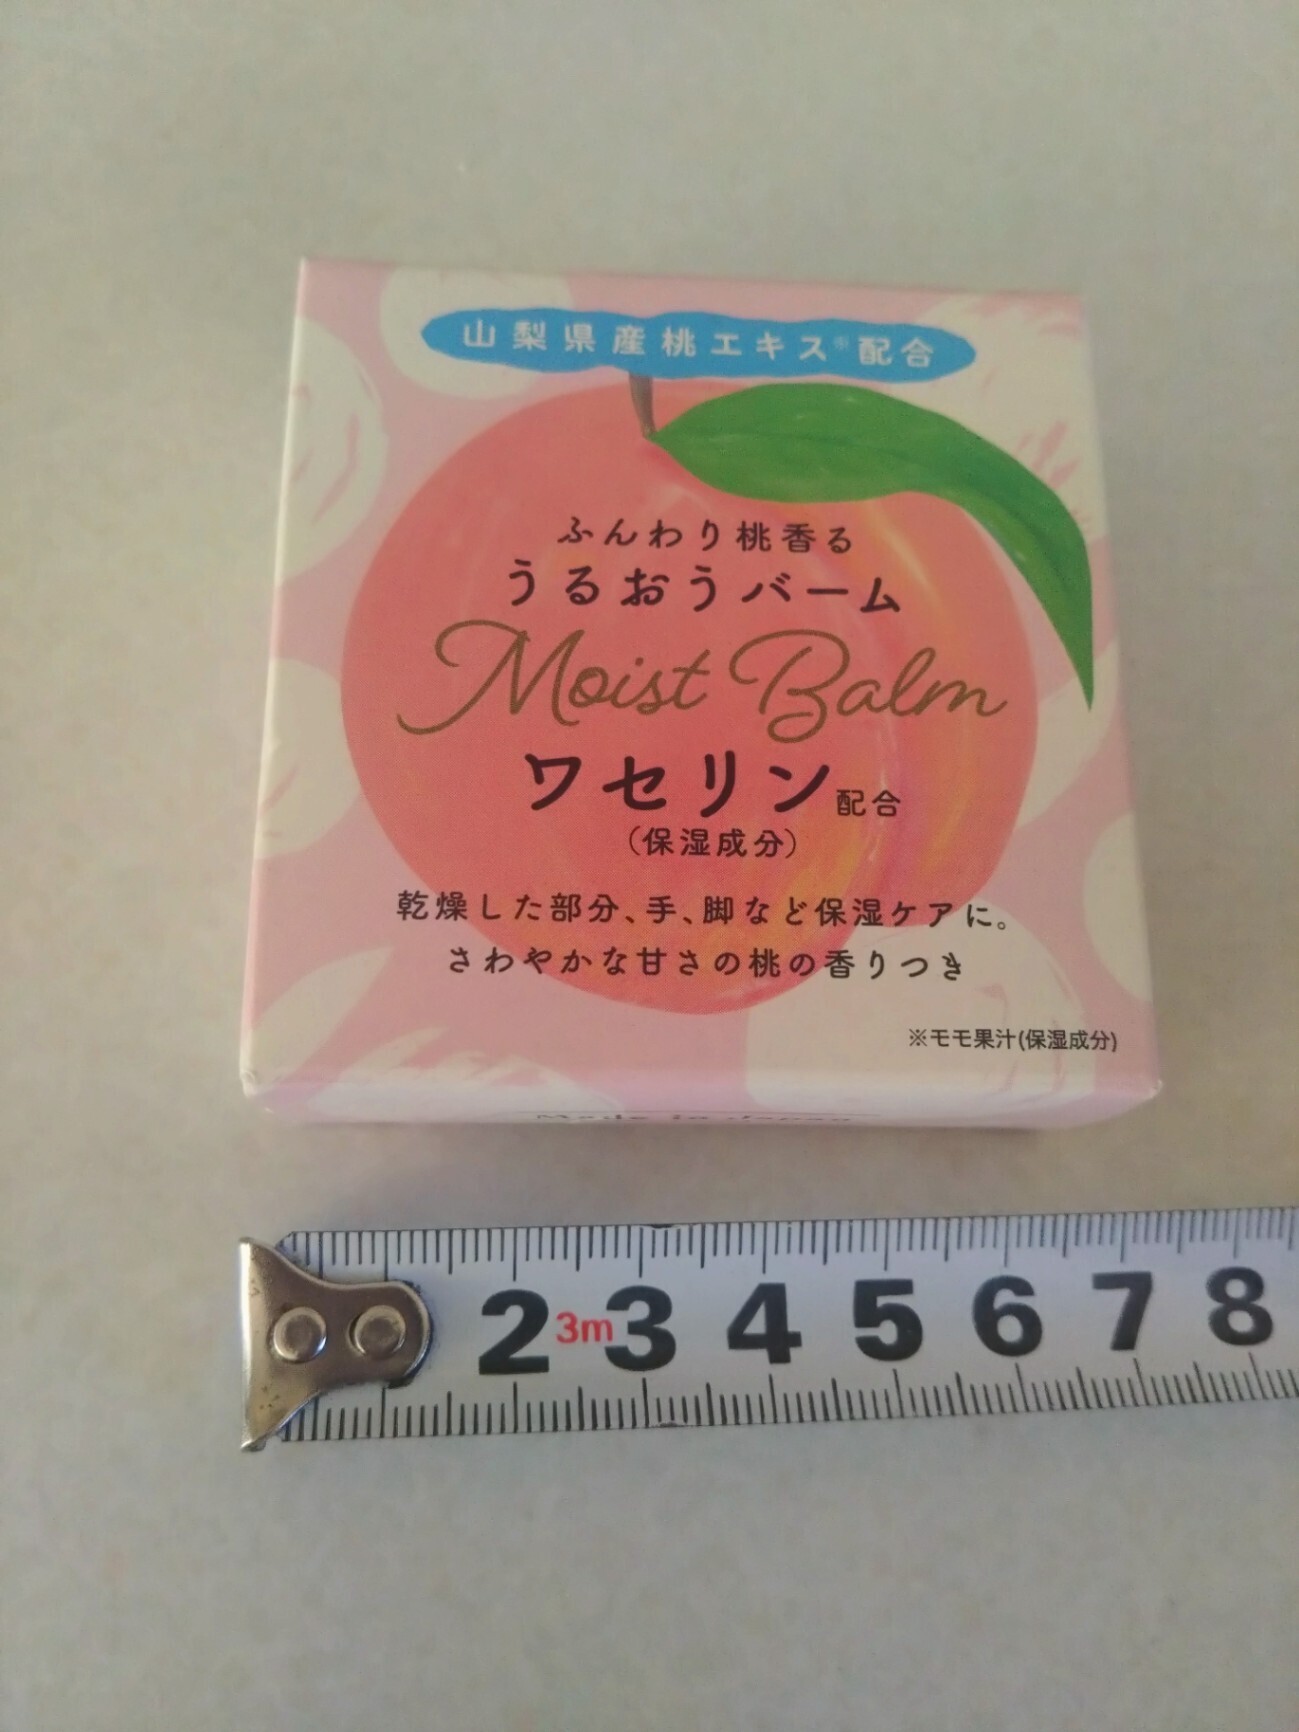 山梨県産桃エキス※配合
ふんわり桃香る
うるおうバーム
Moist Balm
ワセリン配合
(保湿成分)
乾燥した部分、手、脚など保湿ケアに。
さわやかな甘さの桃の香りつき
※モモ果汁(保湿成分)
Made in Japan
2 3m 3 4 5 6 7 8